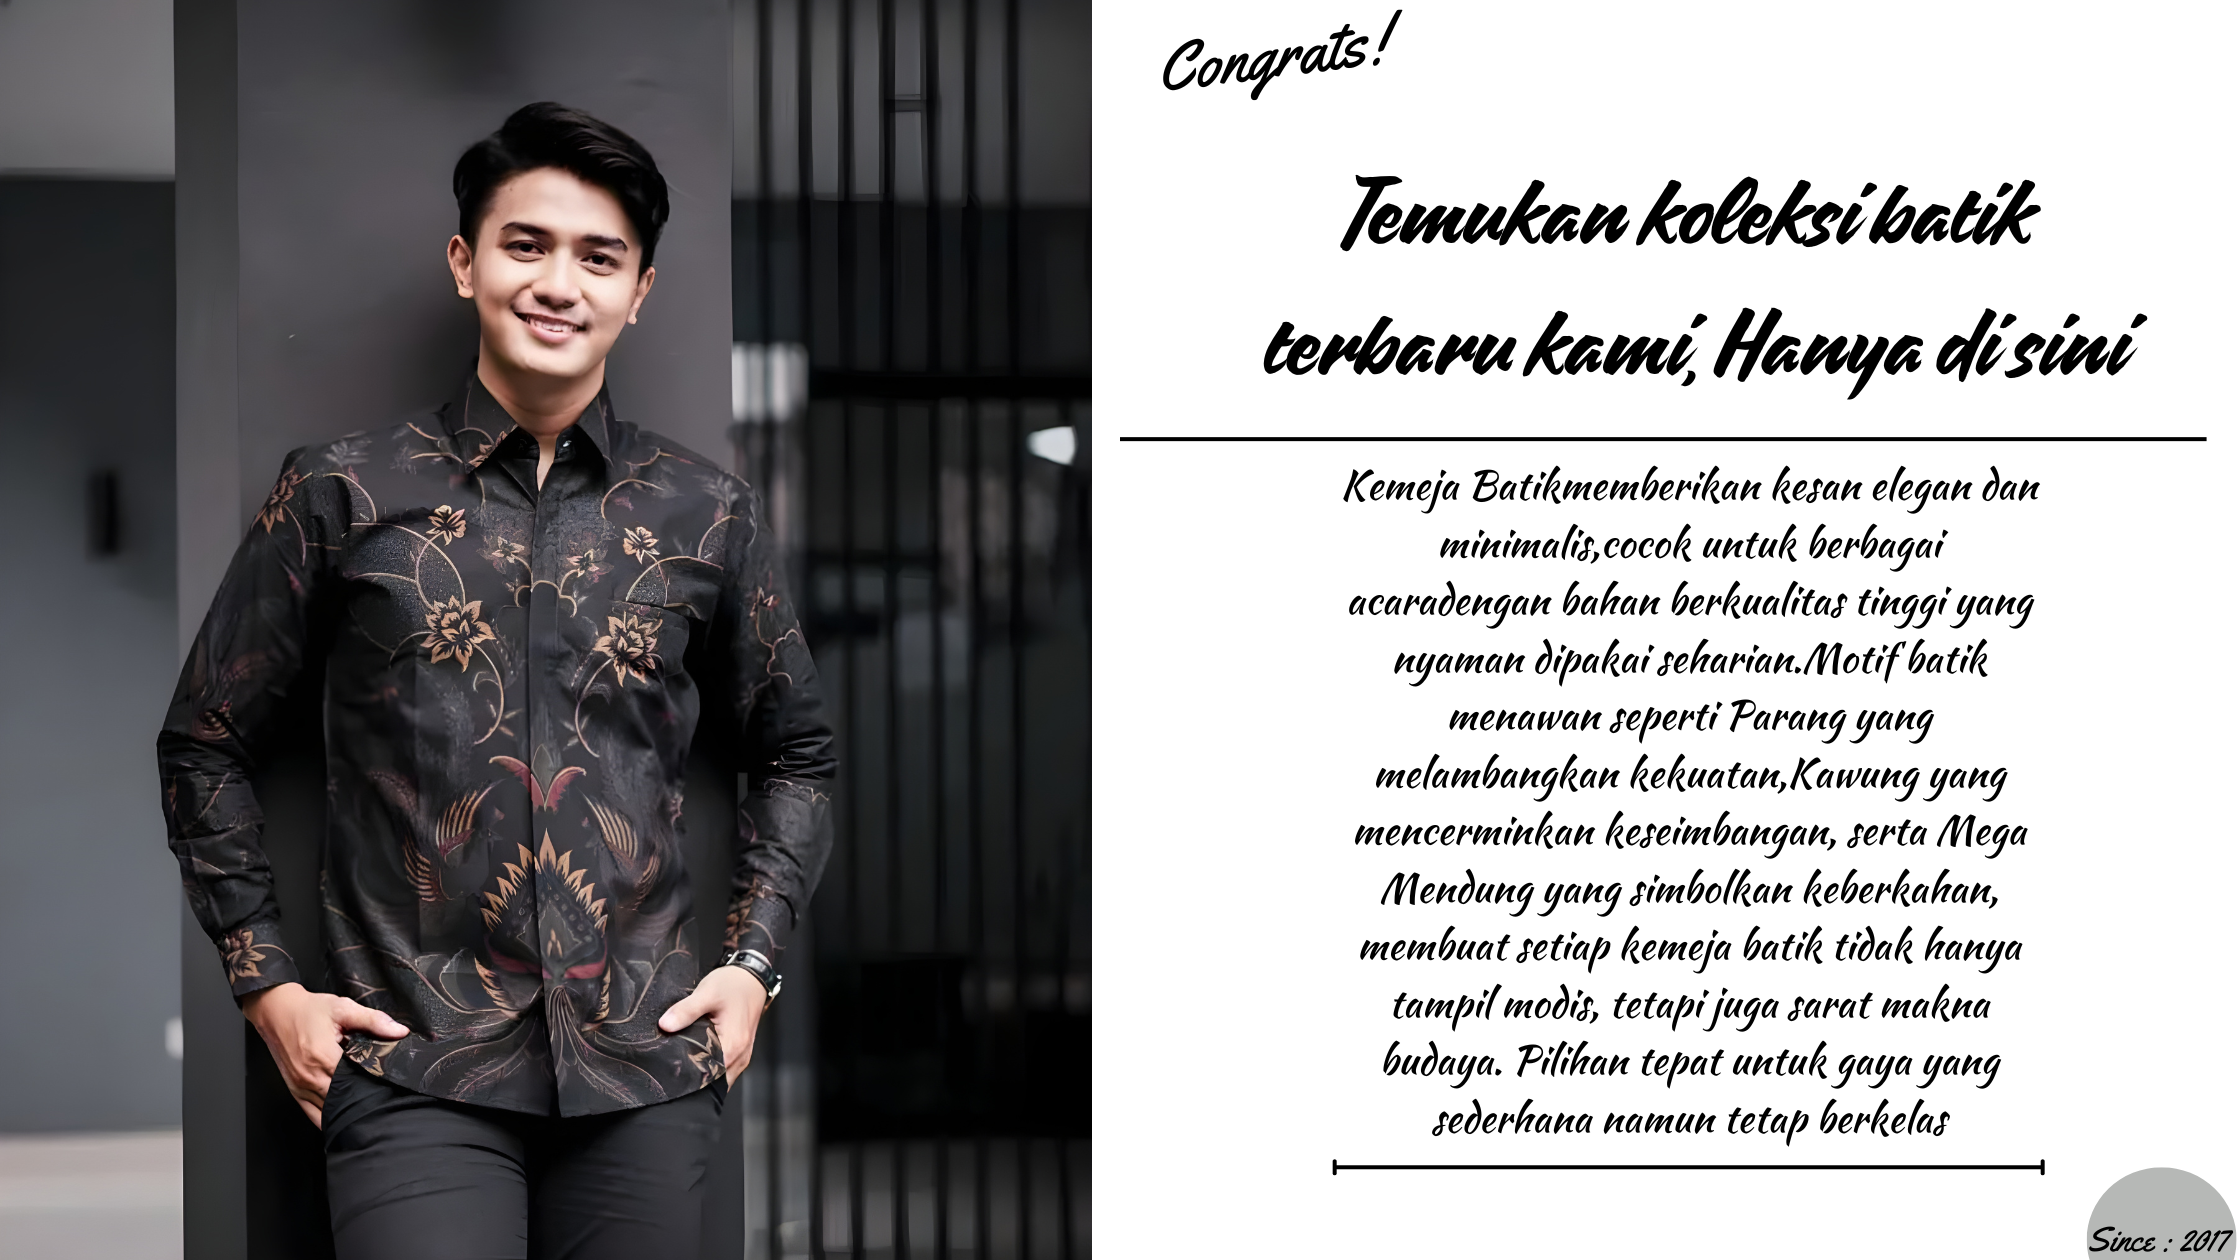 Congrats!
Temukan koleksi batik
terbaru kami, Hanya di sini
Kemeja Batikmemberikan kesan elegan dan
minimalis,cocok untuk berbagai
acaradengan bahan berkualitas tinggi yang
nyaman dipakai seharian.Motif batik
menawan seperti Parang yang
melambangkan kekuatan,Kawung yang
mencerminkan keseimbangan, serta Mega
Mendung yang simbolkan keberkahan,
membuat setiap kemeja batik tidak hanya
tampil modis, tetapi juga sarat makna
budaya. Pilihan tepat untuk gaya yang
sederhana namun tetap berkelas
Since : 2017